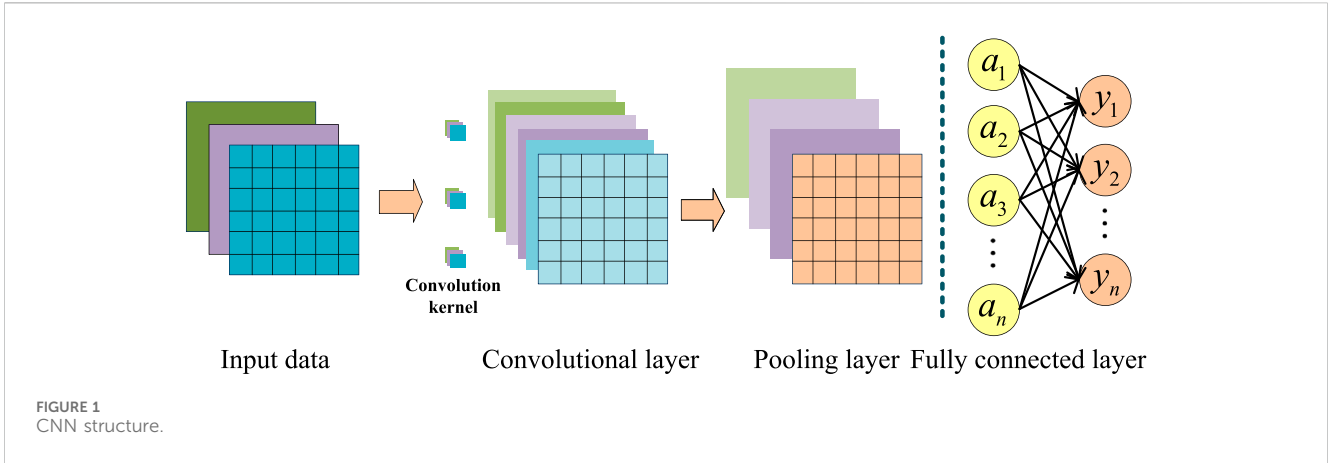 a1
a2
a3
an
y1
y2
yn
Convolution
kernel
Input data
Convolutional layer
Pooling layer
Fully connected layer
FIGURE 1
CNN structure.